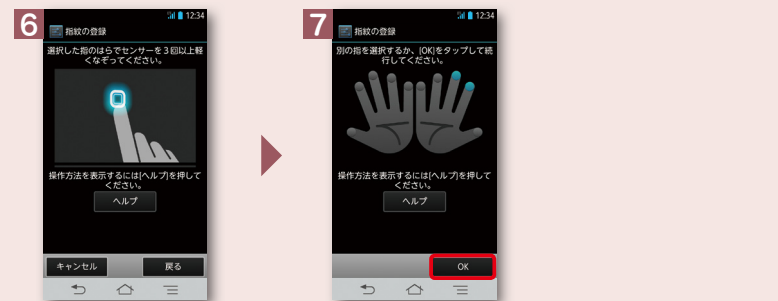 6
12:34
指紋の登録
選択した指のはらでセンサーを3回以上軽
くなぞってください。
操作方法を表示するには[ヘルプ]を押して
ください。
ヘルプ
キャンセル
戻る
7
12:34
指紋の登録
別の指を選択するか、[OK]をタップして続
行してください。
操作方法を表示するには[ヘルプ]を押して
ください。
ヘルプ
OK